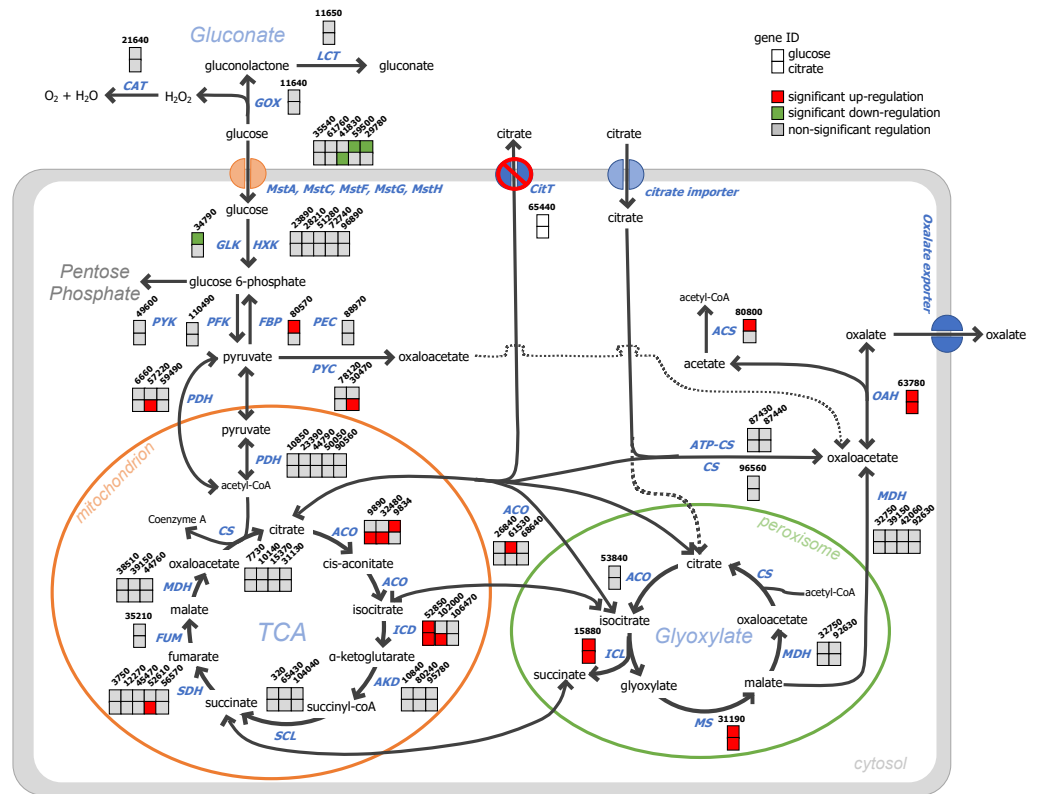 11650
21640
Gluconate
gene ID
glucose
citrate
LCT
gluconolactone
gluconate
CAT
11640
O2 + H2O
H2O2
GOX
significant up-regulation
significant down-regulation
non-significant regulation
glucose
35540
61760
41830
59500
29780
citrate
citrate
MstA, MstC, MstF, MstG, MstH
CitT
citrate importer
65440
glucose
citrate
34790
GLK
HXK
23890
28210
51280
72740
96890
Oxalate exporter
Pentose
Phosphate
glucose 6-phosphate
49600
PYK
110490
PFK
FBP
80570
PEC
88970
acetyl-CoA
80800
ACS
oxalate
oxalate
pyruvate
oxaloacetate
PYC
acetate
6660
57220
59490
PDH
78120
30470
OAH
63780
pyruvate
mitochondrion
PDH
10850
23390
44790
50050
90560
87430
87440
ATP-CS
CS
oxaloacetate
96560
acetyl-CoA
MDH
32750
39150
42060
92630
Coenzyme A
CS
citrate
ACO
9890
32480
9834
ACO
26840
61530
68640
peroxisome
7730
10140
15370
31130
cis-aconitate
oxaloacetate
38510
39150
44760
MDH
ACO
53840
ACO
citrate
CS
acetyl-CoA
malate
isocitrate
35210
FUM
TCA
ICD
52850
102000
106470
isocitrate
Glyoxylate
oxaloacetate
15880
ICL
MDH
32750
92630
fumarate
α-ketoglutarate
3750
12270
45470
52610
56570
SDH
320
65430
104040
AKD
10840
80240
95780
succinate
glyoxylate
malate
succinate
succinyl-CoA
SCL
MS
31190
cytosol